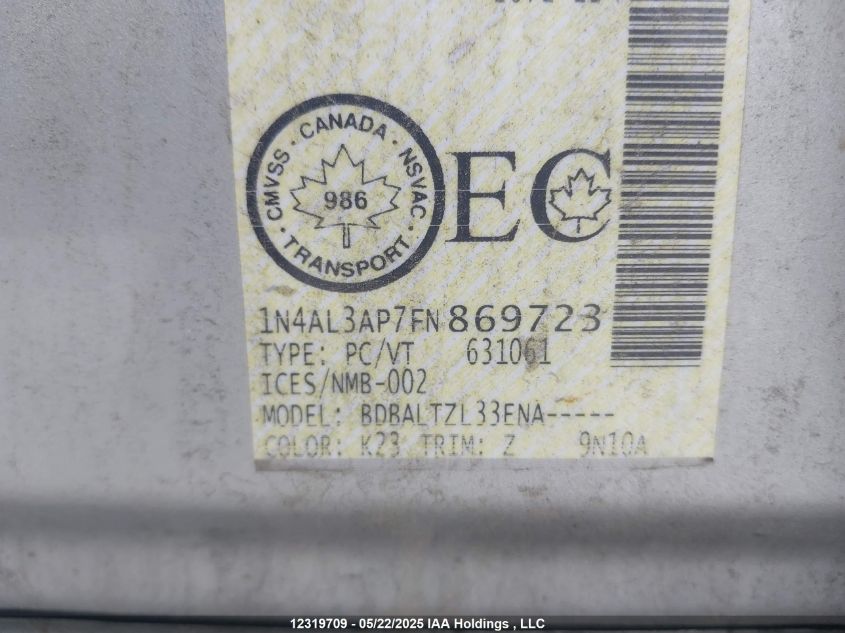 CMVSS · CANADA · NSVAC
986
· TRANSPORT ·
EC
1N4AL3AP7FN869723
TYPE: PC/VT 631061
ICES/NMB-002
MODEL: BDBALTZL33ENA-----
COLOR: K23 TRIM: Z 9N10A
12319709 - 05/22/2025 IAA Holdings , LLC